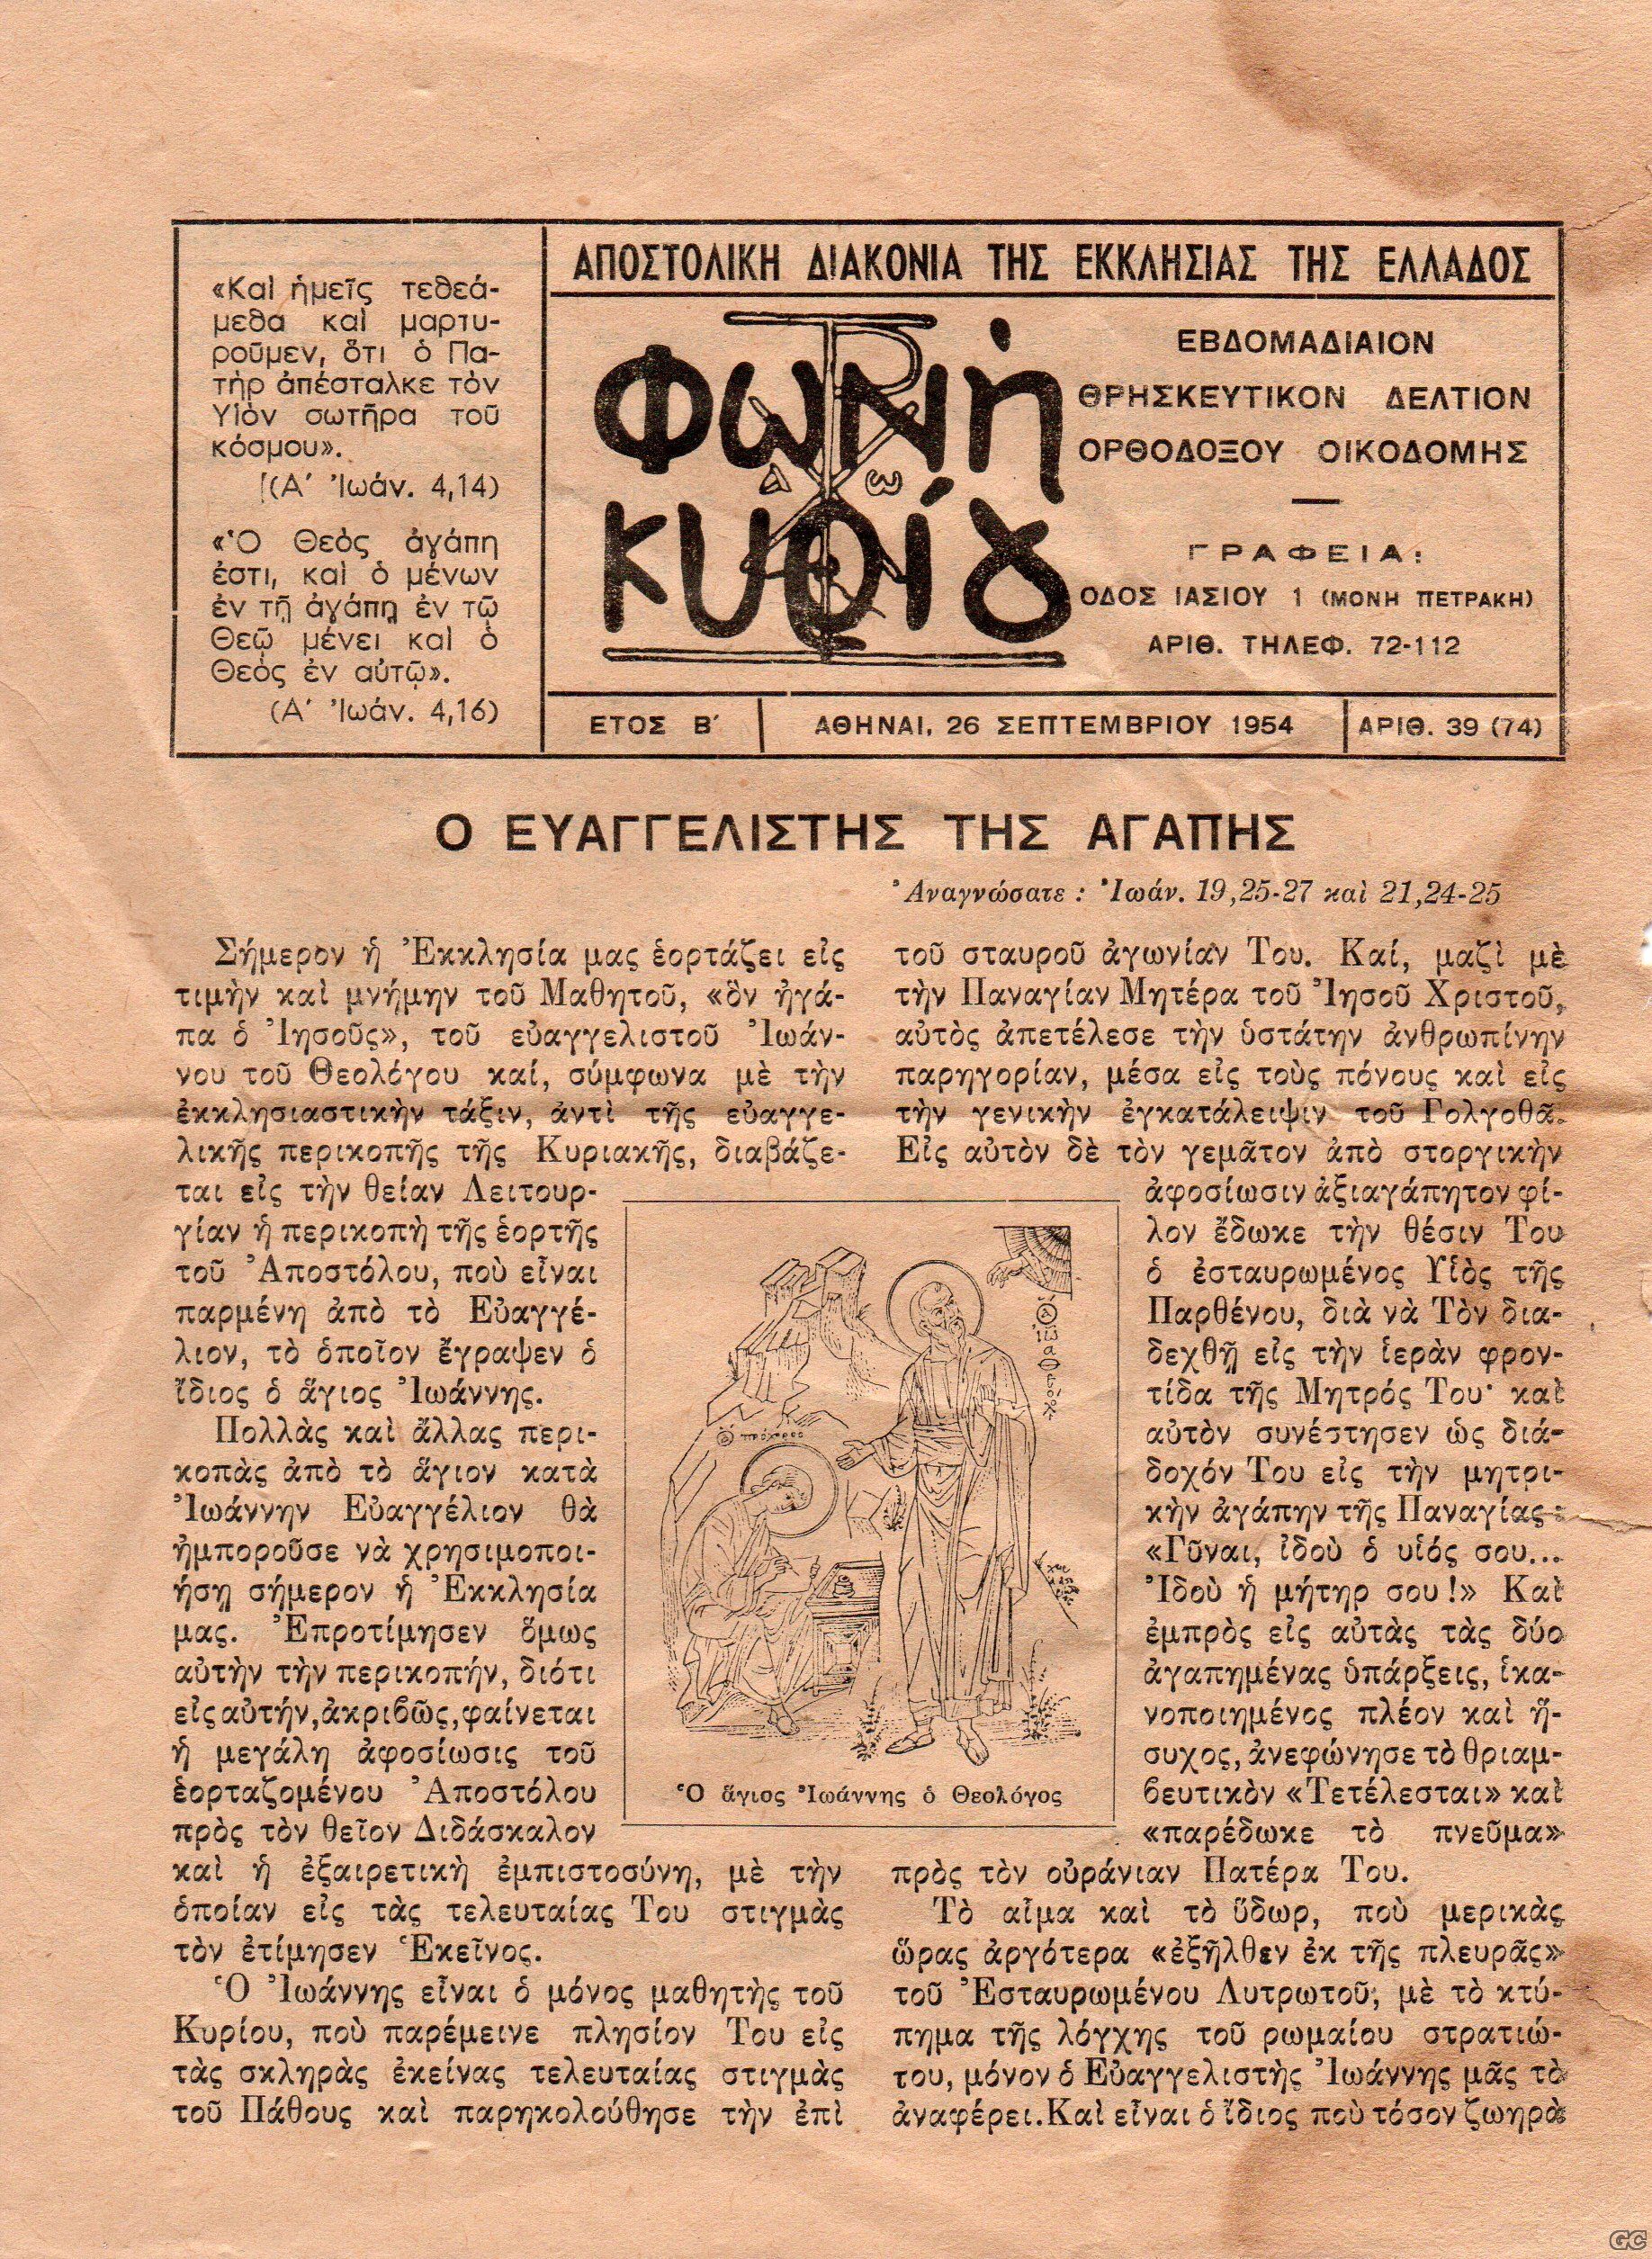 «Καὶ ἡμεῖς τεθεά-
μεθα καὶ μαρτυ-
ροῦμεν, ὅτι ὁ Πα-
τὴρ ἀπέσταλκε τὸν
Υἱὸν σωτῆρα τοῦ
κόσμου».
(Α΄ Ἰωάν. 4,14)
«Ὁ Θεὸς ἀγάπη
ἐστι, καὶ ὁ μένων
ἐν τῇ ἀγάπῃ ἐν τῷ
Θεῷ μένει καὶ ὁ
Θεὸς ἐν αὐτῷ».
(Α΄ Ἰωάν. 4,16)
ΑΠΟΣΤΟΛΙΚΗ ΔΙΑΚΟΝΙΑ ΤΗΣ ΕΚΚΛΗΣΙΑΣ ΤΗΣ ΕΛΛΑΔΟΣ
Φωνή
Α ω
Κυρίȣ
ΕΒΔΟΜΑΔΙΑΙΟΝ
ΘΡΗΣΚΕΥΤΙΚΟΝ ΔΕΛΤΙΟΝ
ΟΡΘΟΔΟΞΟΥ ΟΙΚΟΔΟΜΗΣ
ΓΡΑΦΕΙΑ:
ΟΔΟΣ ΙΑΣΙΟΥ 1 (ΜΟΝΗ ΠΕΤΡΑΚΗ)
ΑΡΙΘ. ΤΗΛΕΦ. 72-112
ΕΤΟΣ Β΄
ΑΘΗΝΑΙ, 26 ΣΕΠΤΕΜΒΡΙΟΥ 1954
ΑΡΙΘ. 39 (74)
Ο ΕΥΑΓΓΕΛΙΣΤΗΣ ΤΗΣ ΑΓΑΠΗΣ
Ἀναγνώσατε : Ἰωάν. 19,25-27 καὶ 21,24-25
Σήμερον ἡ Ἐκκλησία μας ἑορτάζει εἰς
τιμὴν καὶ μνήμην τοῦ Μαθητοῦ, «ὃν ἠγά-
πα ὁ Ἰησοῦς», τοῦ εὐαγγελιστοῦ Ἰωάν-
νου τοῦ Θεολόγου καί, σύμφωνα μὲ τὴν
ἐκκλησιαστικὴν τάξιν, ἀντὶ τῆς εὐαγγε-
λικῆς περικοπῆς τῆς Κυριακῆς, διαβάζε-
ται εἰς τὴν θείαν Λειτουρ-
γίαν ἡ περικοπὴ τῆς ἑορτῆς
τοῦ Ἀποστόλου, ποὺ εἶναι
παρμένη ἀπὸ τὸ Εὐαγγέ-
λιον, τὸ ὁποῖον ἔγραψεν ὁ
ἴδιος ὁ ἅγιος Ἰωάννης.
Πολλὰς καὶ ἄλλας περι-
κοπὰς ἀπὸ τὸ ἅγιον κατὰ
Ἰωάννην Εὐαγγέλιον θὰ
ἠμποροῦσε νὰ χρησιμοποι-
ήσῃ σήμερον ἡ Ἐκκλησία
μας. Ἐπροτίμησεν ὅμως
αὐτὴν τὴν περικοπήν, διότι
εἰς αὐτήν, ἀκριβῶς, φαίνεται
ἡ μεγάλη ἀφοσίωσις τοῦ
ἑορταζομένου Ἀποστόλου
πρὸς τὸν θεῖον Διδάσκαλον
καὶ ἡ ἐξαιρετικὴ ἐμπιστοσύνη, μὲ τὴν
ὁποίαν εἰς τὰς τελευταίας Του στιγμὰς
τὸν ἐτίμησεν Ἐκεῖνος.
Ὁ Ἰωάννης εἶναι ὁ μόνος μαθητὴς τοῦ
Κυρίου, ποὺ παρέμεινε πλησίον Του εἰς
τὰς σκληρὰς ἐκείνας τελευταίας στιγμὰς
τοῦ Πάθους καὶ παρηκολούθησε τὴν ἐπὶ
Ὁ ἅγιος Ἰωάννης ὁ Θεολόγος
τοῦ σταυροῦ ἀγωνίαν Του. Καί, μαζὶ μὲ
τὴν Παναγίαν Μητέρα τοῦ Ἰησοῦ Χριστοῦ,
αὐτὸς ἀπετέλεσε τὴν ὑστάτην ἀνθρωπίνην
παρηγορίαν, μέσα εἰς τοὺς πόνους καὶ εἰς
τὴν γενικὴν ἐγκατάλειψιν τοῦ Γολγοθᾶ.
Εἰς αὐτὸν δὲ τὸν γεμᾶτον ἀπὸ στοργικὴν
ἀφοσίωσιν ἀξιαγάπητον φί-
λον ἔδωκε τὴν θέσιν Του
ὁ ἐσταυρωμένος Υἱὸς τῆς
Παρθένου, διὰ νὰ Τὸν δια-
δεχθῇ εἰς τὴν ἱερὰν φρον-
τίδα τῆς Μητρός Του· καὶ
αὐτὸν συνέστησεν ὡς διά-
δοχόν Του εἰς τὴν μητρι-
κὴν ἀγάπην τῆς Παναγίας :
«Γῦναι, ἰδοὺ ὁ υἱός σου...
Ἰδοὺ ἡ μήτηρ σου !» Καὶ
ἐμπρὸς εἰς αὐτὰς τὰς δύο
ἀγαπημένας ὑπάρξεις, ἱκα-
νοποιημένος πλέον καὶ ἥ-
συχος, ἀνεφώνησε τὸ θριαμ-
βευτικὸν «Τετέλεσται» καὶ
«παρέδωκε τὸ πνεῦμα»
πρὸς τὸν οὐράνιαν Πατέρα Του.
Τὸ αἷμα καὶ τὸ ὕδωρ, ποὺ μερικὰς
ὥρας ἀργότερα «ἐξῆλθεν ἐκ τῆς πλευρᾶς»
τοῦ Ἐσταυρωμένου Λυτρωτοῦ, μὲ τὸ κτύ-
πημα τῆς λόγχης τοῦ ρωμαίου στρατιώ-
του, μόνον ὁ Εὐαγγελιστὴς Ἰωάννης μᾶς τὸ
ἀναφέρει. Καὶ εἶναι ὁ ἴδιος ποὺ τόσον ζωηρὰ
GC